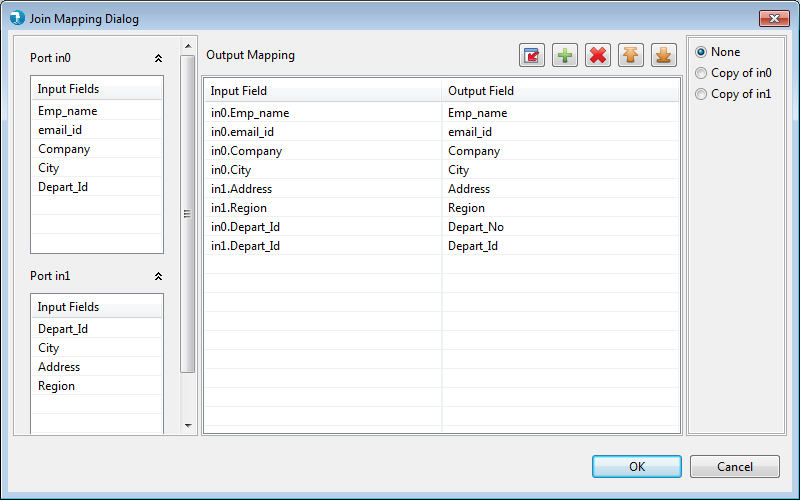 Join Mapping Dialog
Port in0
Input Fields
Emp_name
email_id
Company
City
Depart_Id
Port in1
Input Fields
Depart_Id
City
Address
Region
Output Mapping
Input Field Output Field
in0.Emp_name Emp_name
in0.email_id email_id
in0.Company Company
in0.City City
in1.Address Address
in1.Region Region
in0.Depart_Id Depart_No
in1.Depart_Id Depart_Id
None
Copy of in0
Copy of in1
OK Cancel